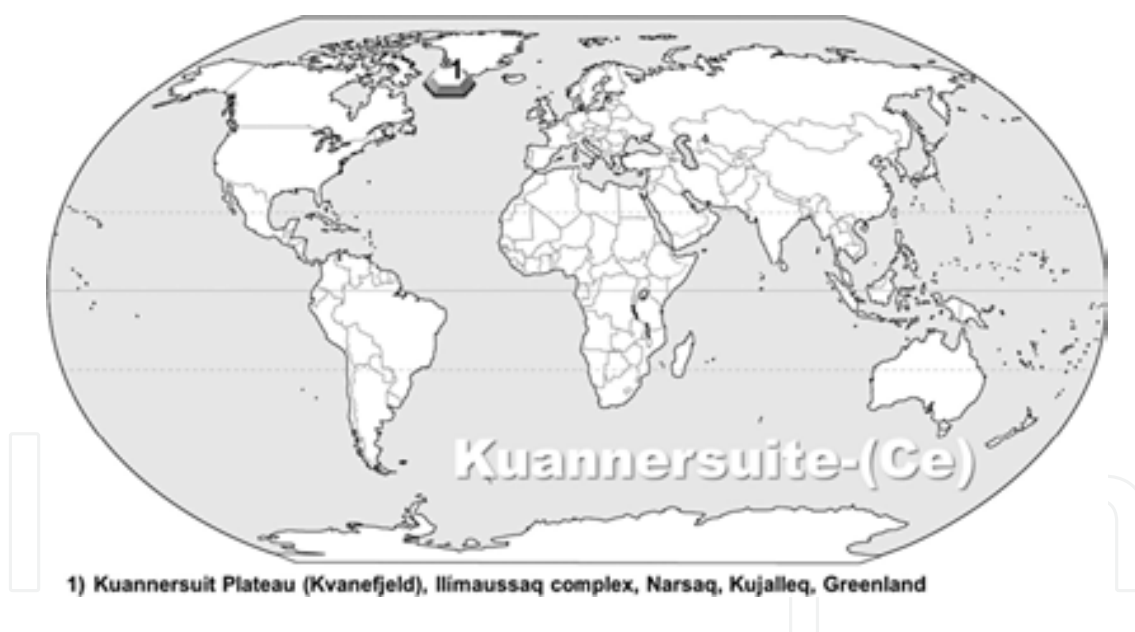 1
Kuannersuite-(Ce)
1) Kuannersuit Plateau (Kvanefjeld), Ilímaussaq complex, Narsaq, Kujalleq, Greenland